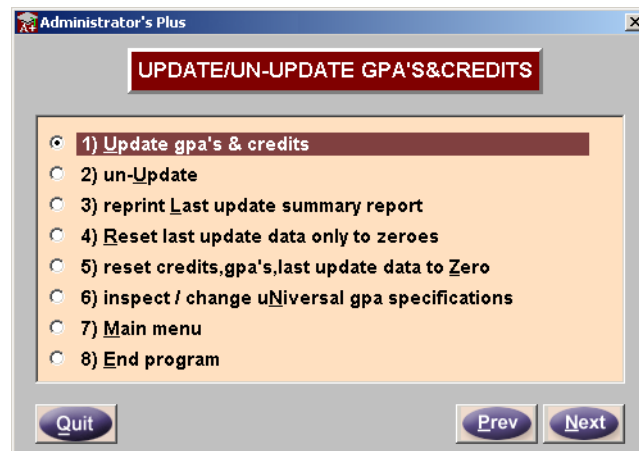 Administrator's Plus
UPDATE/UN-UPDATE GPA'S&CREDITS
1) Update gpa's & credits
2) un-Update
3) reprint Last update summary report
4) Reset last update data only to zeroes
5) reset credits,gpa's,last update data to Zero
6) inspect / change uNiversal gpa specifications
7) Main menu
8) End program
Quit Prev Next